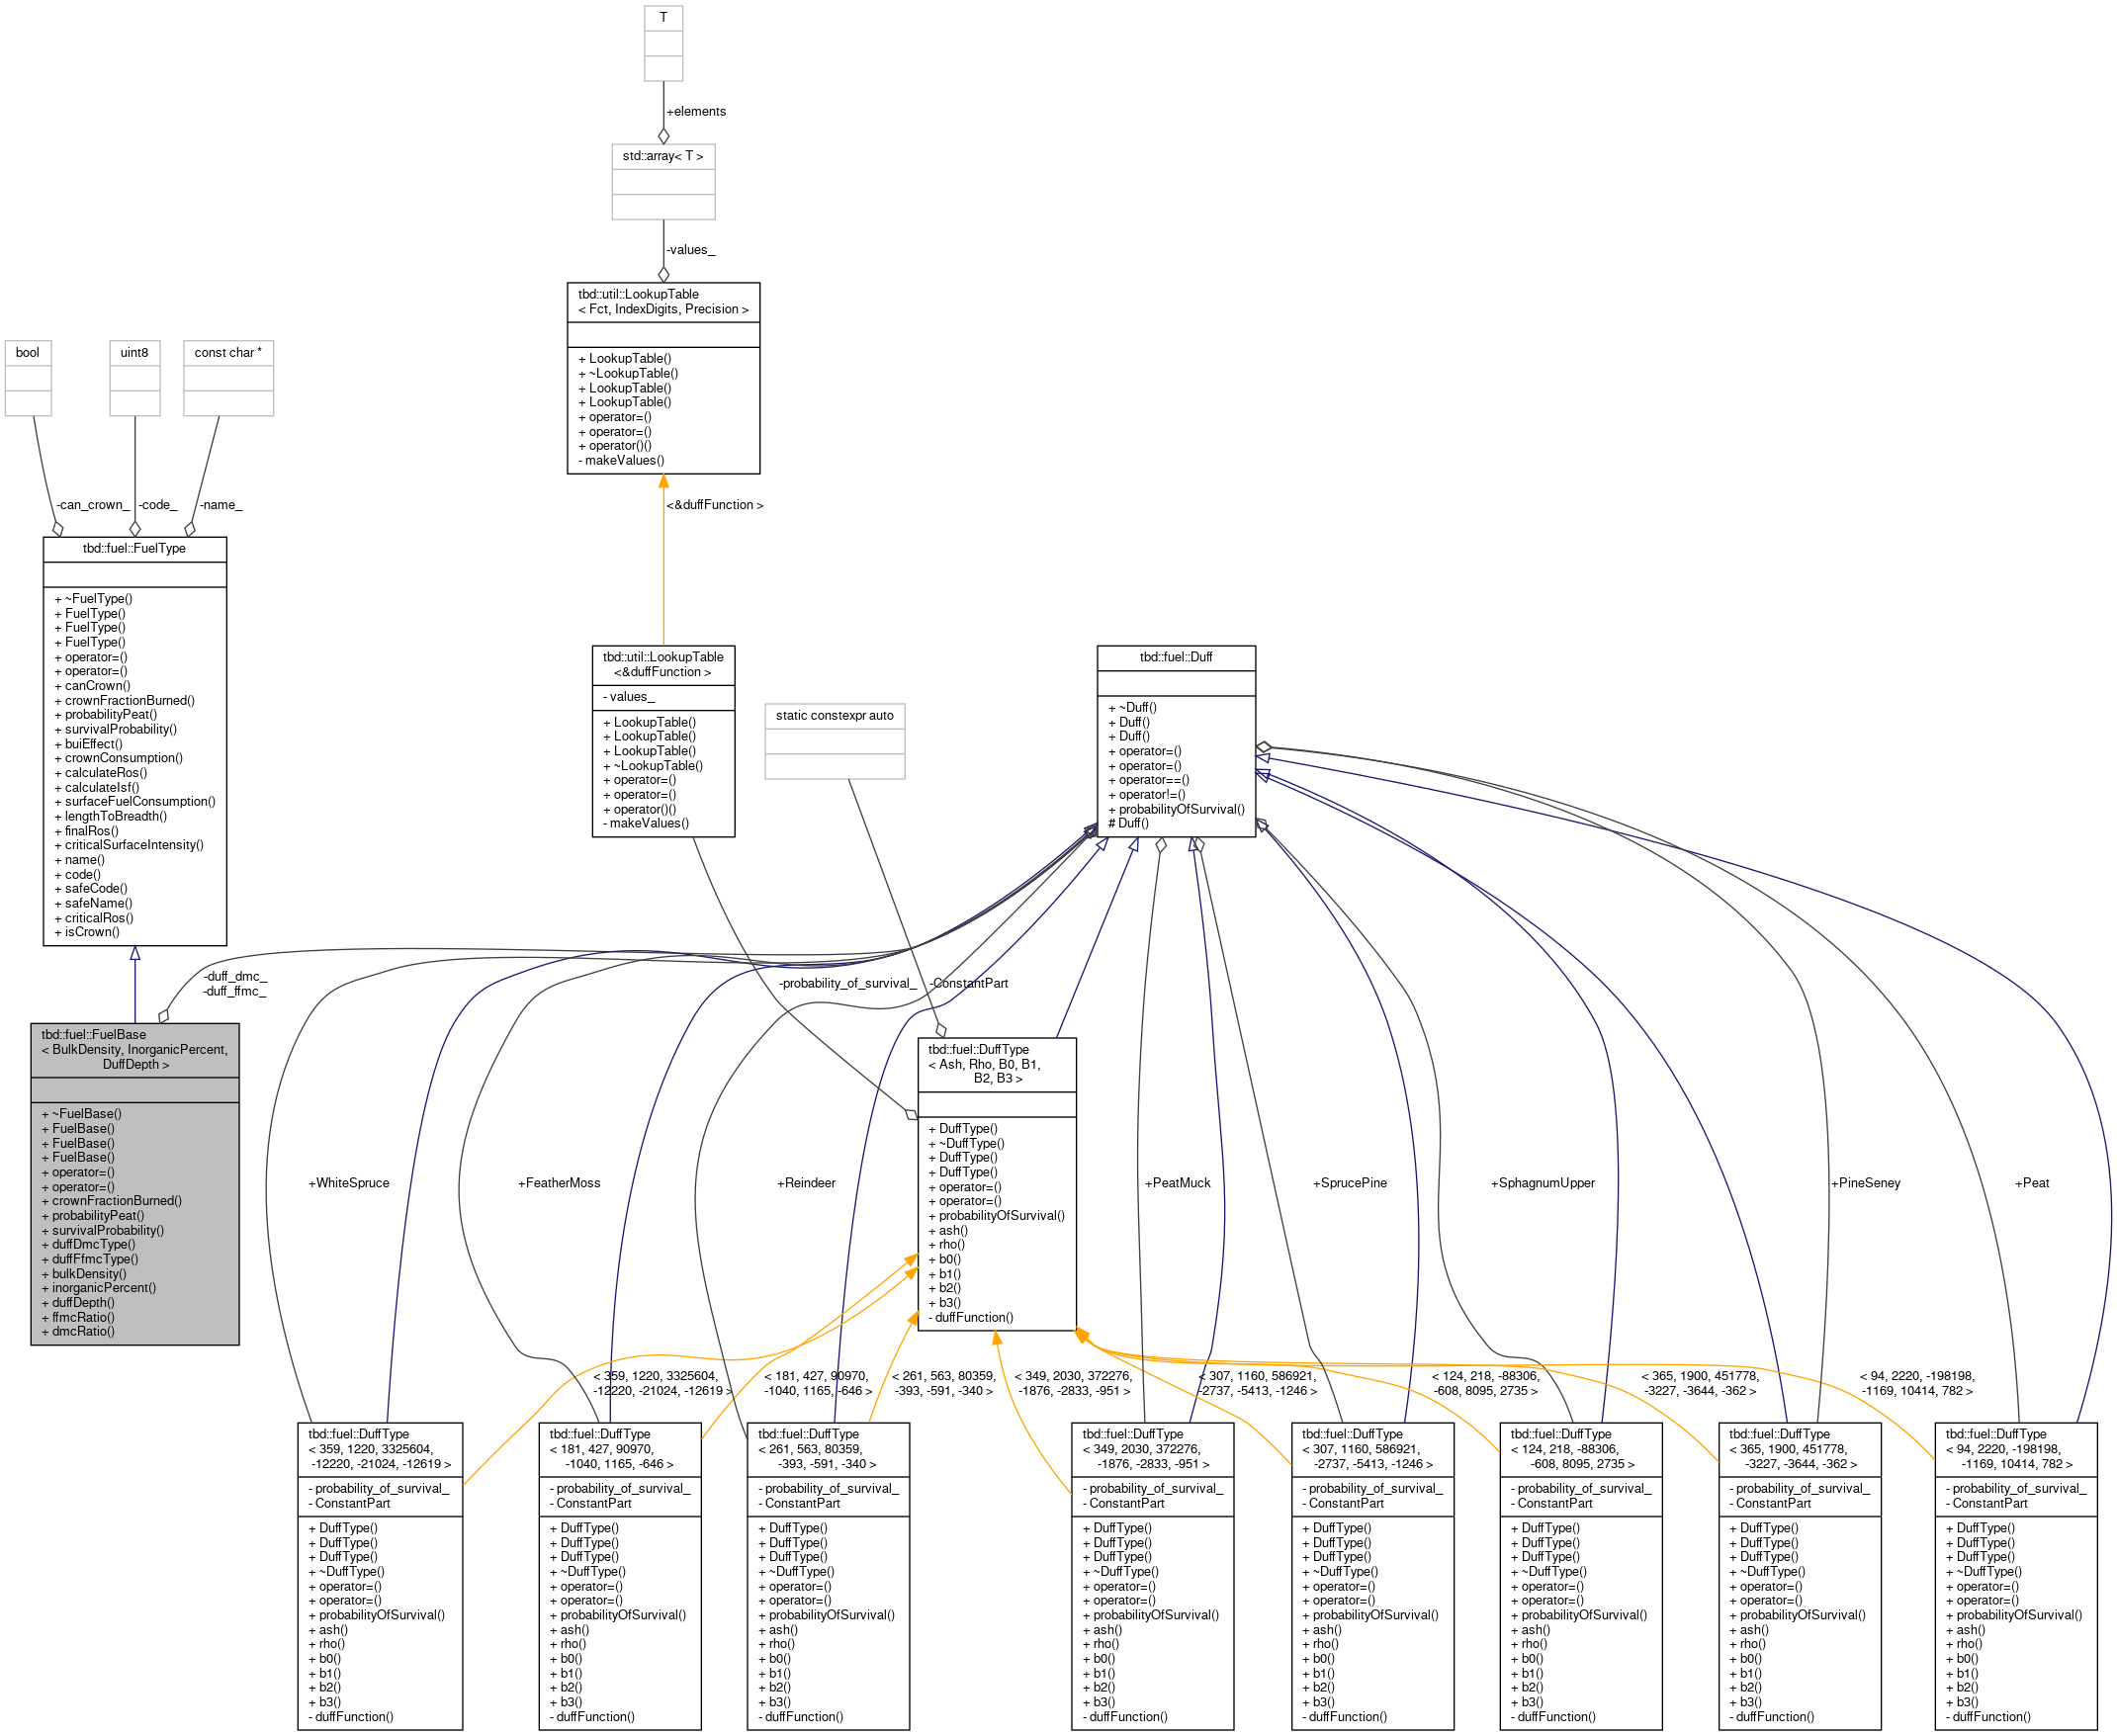 T
+elements
std::array< T >
-values_
tbd::util::LookupTable
< Fct, IndexDigits, Precision >
+ LookupTable()
+ ~LookupTable()
+ LookupTable()
+ LookupTable()
+ operator=()
+ operator=()
+ operator()()
- makeValues()
<&duffFunction >
bool
uint8
const char *
-can_crown_
-code_
-name_
tbd::fuel::FuelType
+ ~FuelType()
+ FuelType()
+ FuelType()
+ FuelType()
+ operator=()
+ operator=()
+ canCrown()
+ crownFractionBurned()
+ probabilityPeat()
+ survivalProbability()
+ buiEffect()
+ crownConsumption()
+ calculateRos()
+ calculateIsf()
+ surfaceFuelConsumption()
+ lengthToBreadth()
+ finalRos()
+ criticalSurfaceIntensity()
+ name()
+ code()
+ safeCode()
+ safeName()
+ criticalRos()
+ isCrown()
tbd::util::LookupTable
<&duffFunction >
- values_
+ LookupTable()
+ LookupTable()
+ LookupTable()
+ ~LookupTable()
+ operator=()
+ operator=()
+ operator()()
- makeValues()
static constexpr auto
tbd::fuel::Duff
+ ~Duff()
+ Duff()
+ Duff()
+ operator=()
+ operator=()
+ operator==()
+ operator!=()
+ probabilityOfSurvival()
# Duff()
-duff_dmc_
-duff_ffmc_
-probability_of_survival_
-ConstantPart
tbd::fuel::FuelBase
< BulkDensity, InorganicPercent,
DuffDepth >
+ ~FuelBase()
+ FuelBase()
+ FuelBase()
+ FuelBase()
+ operator=()
+ operator=()
+ crownFractionBurned()
+ probabilityPeat()
+ survivalProbability()
+ duffDmcType()
+ duffFfmcType()
+ bulkDensity()
+ inorganicPercent()
+ duffDepth()
+ ffmcRatio()
+ dmcRatio()
tbd::fuel::DuffType
< Ash, Rho, B0, B1,
B2, B3 >
+ DuffType()
+ ~DuffType()
+ DuffType()
+ DuffType()
+ operator=()
+ operator=()
+ probabilityOfSurvival()
+ ash()
+ rho()
+ b0()
+ b1()
+ b2()
+ b3()
- duffFunction()
+WhiteSpruce
+FeatherMoss
+Reindeer
+PeatMuck
+SprucePine
+SphagnumUpper
+PineSeney
+Peat
< 359, 1220, 3325604,
-12220, -21024, -12619 >
< 181, 427, 90970,
-1040, 1165, -646 >
< 261, 563, 80359,
-393, -591, -340 >
< 349, 2030, 372276,
-1876, -2833, -951 >
< 307, 1160, 586921,
-2737, -5413, -1246 >
< 124, 218, -88306,
-608, 8095, 2735 >
< 365, 1900, 451778,
-3227, -3644, -362 >
< 94, 2220, -198198,
-1169, 10414, 782 >
tbd::fuel::DuffType
< 359, 1220, 3325604,
-12220, -21024, -12619 >
- probability_of_survival_
- ConstantPart
+ DuffType()
+ DuffType()
+ DuffType()
+ ~DuffType()
+ operator=()
+ operator=()
+ probabilityOfSurvival()
+ ash()
+ rho()
+ b0()
+ b1()
+ b2()
+ b3()
- duffFunction()
tbd::fuel::DuffType
< 181, 427, 90970,
-1040, 1165, -646 >
- probability_of_survival_
- ConstantPart
+ DuffType()
+ DuffType()
+ DuffType()
+ ~DuffType()
+ operator=()
+ operator=()
+ probabilityOfSurvival()
+ ash()
+ rho()
+ b0()
+ b1()
+ b2()
+ b3()
- duffFunction()
tbd::fuel::DuffType
< 261, 563, 80359,
-393, -591, -340 >
- probability_of_survival_
- ConstantPart
+ DuffType()
+ DuffType()
+ DuffType()
+ ~DuffType()
+ operator=()
+ operator=()
+ probabilityOfSurvival()
+ ash()
+ rho()
+ b0()
+ b1()
+ b2()
+ b3()
- duffFunction()
tbd::fuel::DuffType
< 349, 2030, 372276,
-1876, -2833, -951 >
- probability_of_survival_
- ConstantPart
+ DuffType()
+ DuffType()
+ DuffType()
+ ~DuffType()
+ operator=()
+ operator=()
+ probabilityOfSurvival()
+ ash()
+ rho()
+ b0()
+ b1()
+ b2()
+ b3()
- duffFunction()
tbd::fuel::DuffType
< 307, 1160, 586921,
-2737, -5413, -1246 >
- probability_of_survival_
- ConstantPart
+ DuffType()
+ DuffType()
+ DuffType()
+ ~DuffType()
+ operator=()
+ operator=()
+ probabilityOfSurvival()
+ ash()
+ rho()
+ b0()
+ b1()
+ b2()
+ b3()
- duffFunction()
tbd::fuel::DuffType
< 124, 218, -88306,
-608, 8095, 2735 >
- probability_of_survival_
- ConstantPart
+ DuffType()
+ DuffType()
+ DuffType()
+ ~DuffType()
+ operator=()
+ operator=()
+ probabilityOfSurvival()
+ ash()
+ rho()
+ b0()
+ b1()
+ b2()
+ b3()
- duffFunction()
tbd::fuel::DuffType
< 365, 1900, 451778,
-3227, -3644, -362 >
- probability_of_survival_
- ConstantPart
+ DuffType()
+ DuffType()
+ DuffType()
+ ~DuffType()
+ operator=()
+ operator=()
+ probabilityOfSurvival()
+ ash()
+ rho()
+ b0()
+ b1()
+ b2()
+ b3()
- duffFunction()
tbd::fuel::DuffType
< 94, 2220, -198198,
-1169, 10414, 782 >
- probability_of_survival_
- ConstantPart
+ DuffType()
+ DuffType()
+ DuffType()
+ ~DuffType()
+ operator=()
+ operator=()
+ probabilityOfSurvival()
+ ash()
+ rho()
+ b0()
+ b1()
+ b2()
+ b3()
- duffFunction()